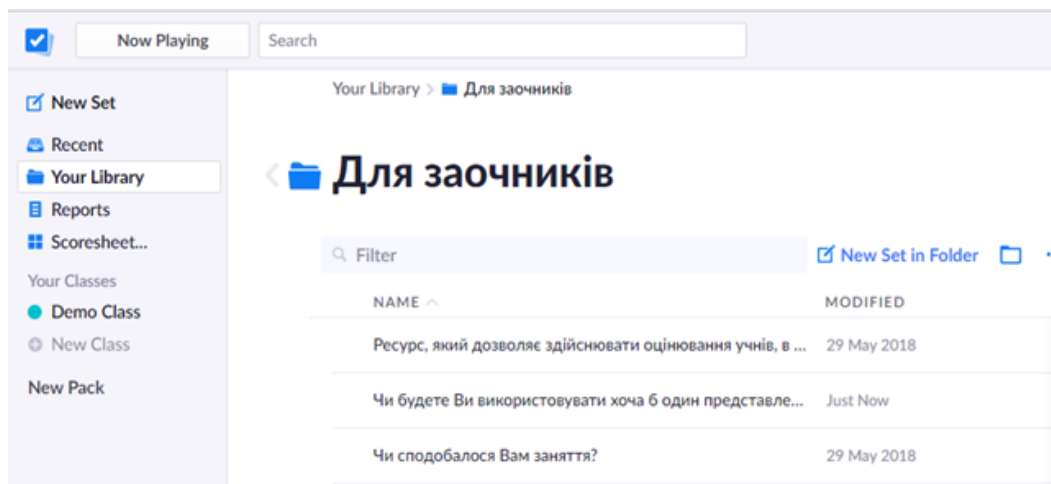 Now Playing
Search
New Set
Recent
Your Library
Reports
Scoresheet...
Your Classes
Demo Class
New Class
New Pack
Your Library > Для заочників
Для заочників
Filter
New Set in Folder
NAME MODIFIED
Ресурс, який дозволяє здійснювати оцінювання учнів, в ... 29 May 2018
Чи будете Ви використовувати хоча б один представле... Just Now
Чи сподобалося Вам заняття? 29 May 2018